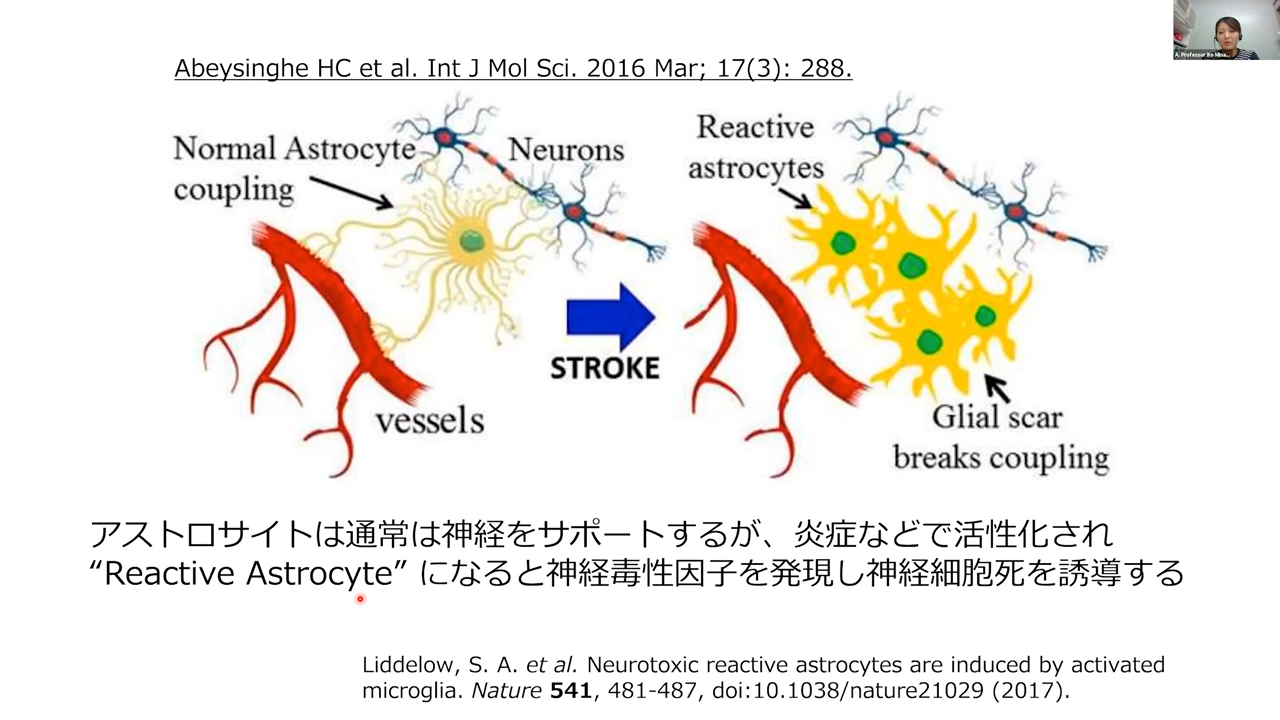 Abeysinghe HC et al. Int J Mol Sci. 2016 Mar; 17(3): 288.
A. Professor Ito Mina...
Normal Astrocyte
coupling
Neurons
vessels
STROKE
Reactive
astrocytes
Glial scar
breaks coupling
アストロサイトは通常は神経をサポートするが、炎症などで活性化され
“Reactive Astrocyte” になると神経毒性因子を発現し神経細胞死を誘導する
Liddelow, S. A. et al. Neurotoxic reactive astrocytes are induced by activated
microglia. Nature 541, 481-487, doi:10.1038/nature21029 (2017).